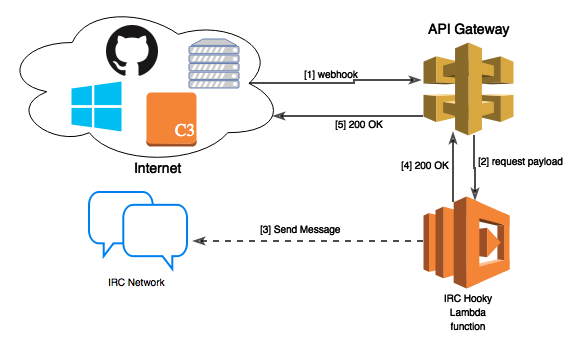 API Gateway
[1] webhook
C3
[5] 200 OK
Internet
[4] 200 OK
[2] request payload
[3] Send Message
IRC Network
IRC Hooky
Lambda
function